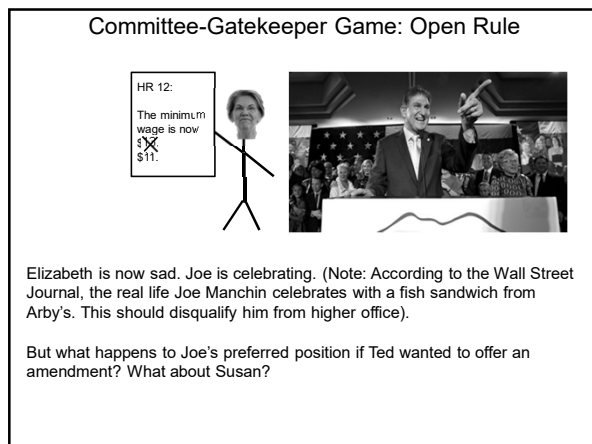 Committee-Gatekeeper Game: Open Rule
HR 12:
The minimum
wage is now
$12.
$11.
Elizabeth is now sad. Joe is celebrating. (Note: According to the Wall Street
Journal, the real life Joe Manchin celebrates with a fish sandwich from
Arby's. This should disqualify him from higher office).
But what happens to Joe's preferred position if Ted wanted to offer an
amendment? What about Susan?